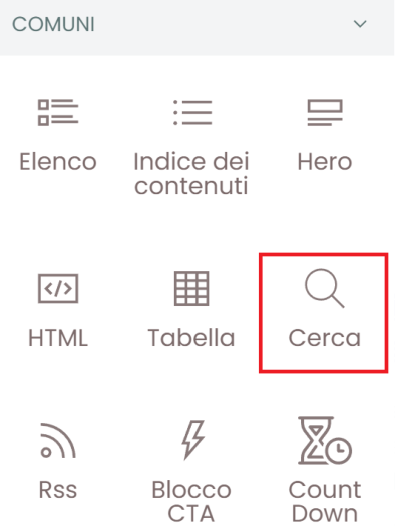 COMUNI
Elenco
Indice dei
contenuti
Hero
HTML
Tabella
Cerca
Rss
Blocco
CTA
Count
Down